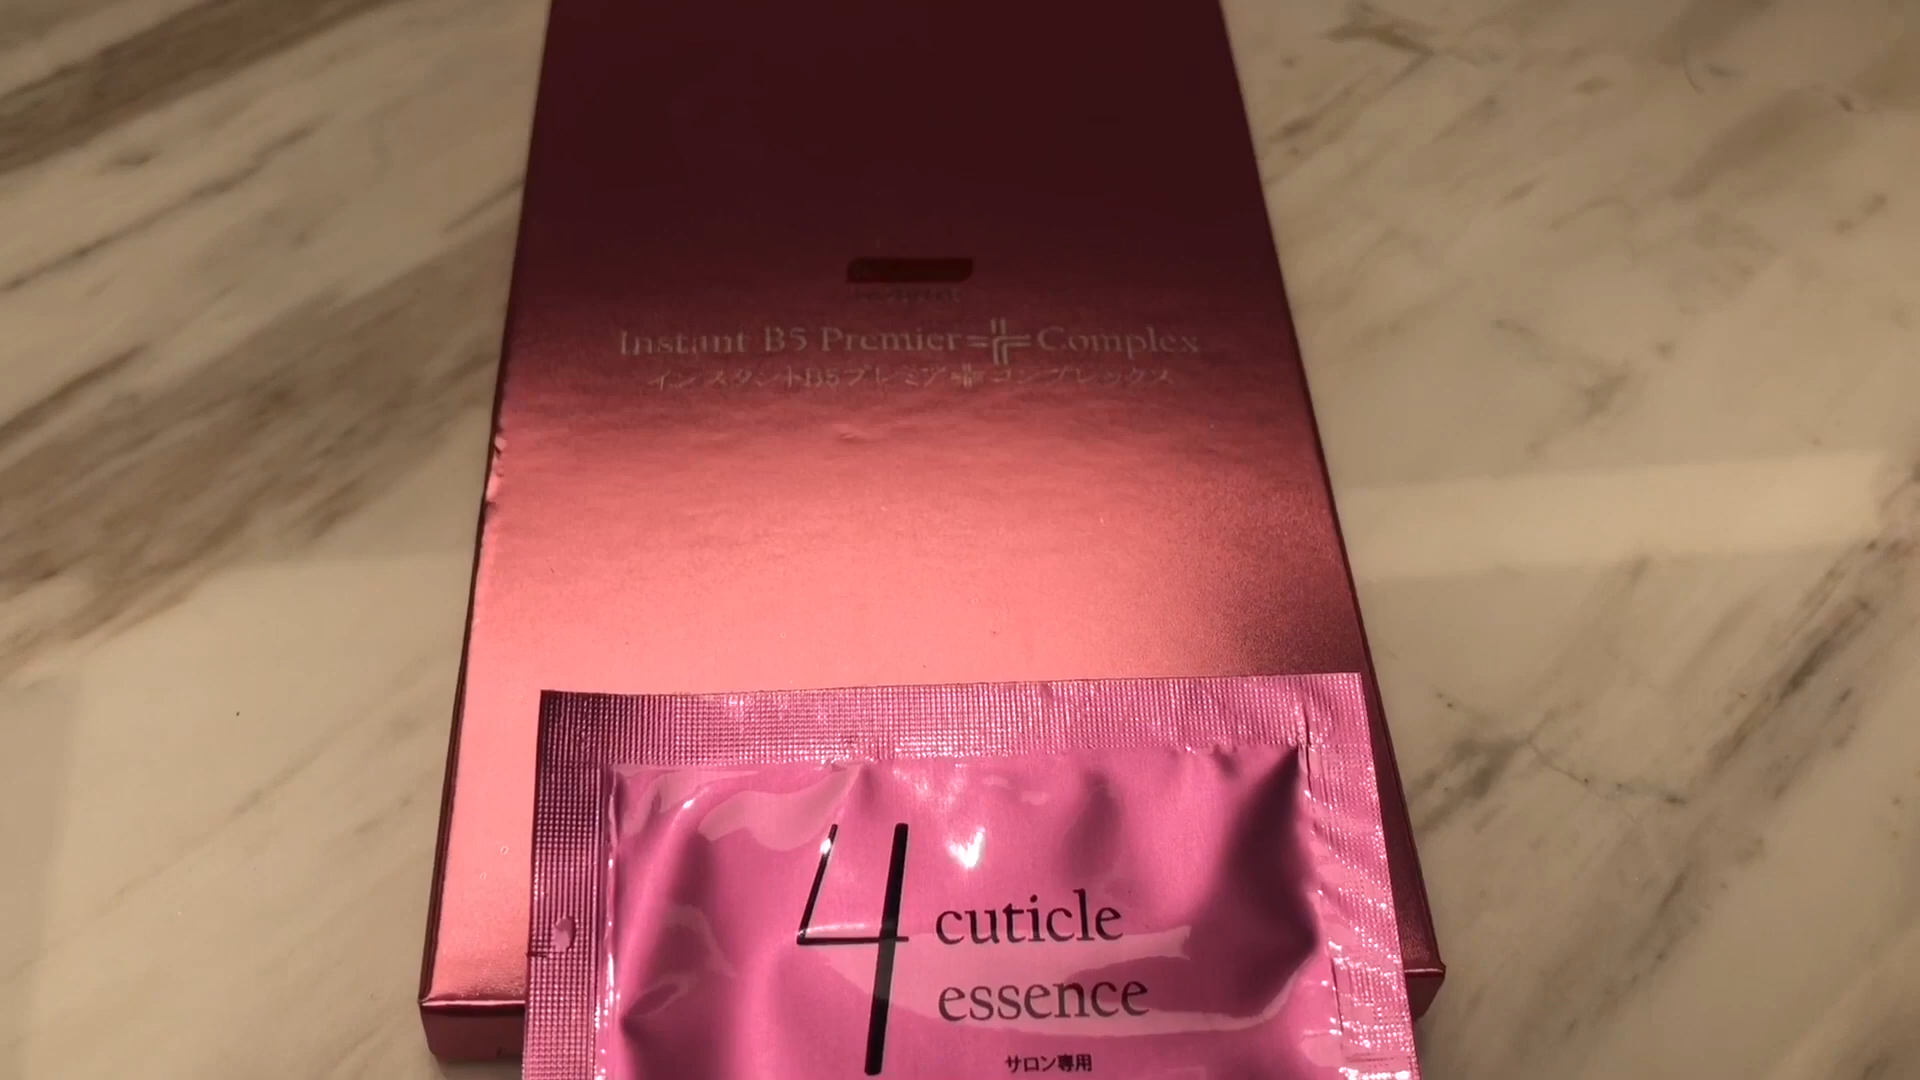 Instant B5 Premier Complex
インスタントB5プレミア コンプレックス
4
cuticle
essence
サロン専用